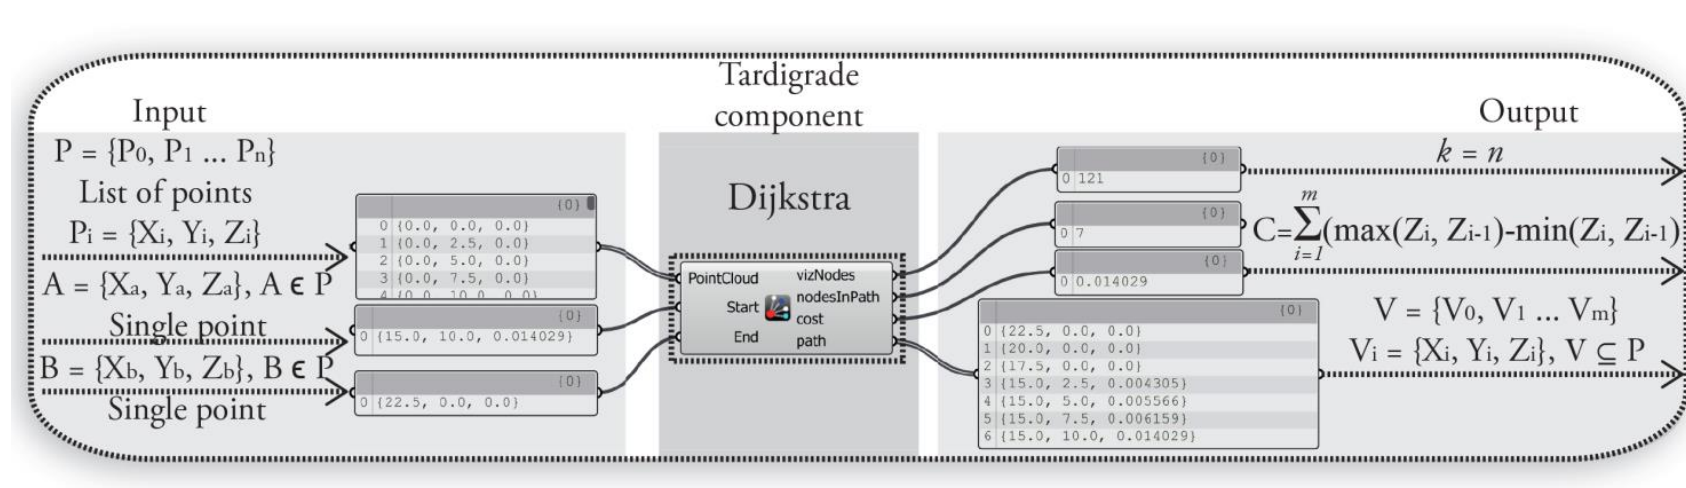 Tardigrade
component
Input
Output
P = {P0, P1 ... Pn}
List of points
Pi = {Xi, Yi, Zi}
A = {Xa, Ya, Za}, A ϵ P
Single point
B = {Xb, Yb, Zb}, B ϵ P
Single point
{0}
0 {0.0, 0.0, 0.0}
1 {0.0, 2.5, 0.0}
2 {0.0, 5.0, 0.0}
3 {0.0, 7.5, 0.0}
4 {0.0, 10.0, 0.0}
{0}
0 {15.0, 10.0, 0.014029}
{0}
0 {22.5, 0.0, 0.0}
Dijkstra
PointCloud
Start
End
vizNodes
nodesInPath
cost
path
{0}
0 121
{0}
0 7
{0}
0 0.014029
{0}
0 {22.5, 0.0, 0.0}
1 {20.0, 0.0, 0.0}
2 {17.5, 0.0, 0.0}
3 {15.0, 2.5, 0.004305}
4 {15.0, 5.0, 0.005566}
5 {15.0, 7.5, 0.006159}
6 {15.0, 10.0, 0.014029}
k = n
m
C=∑(max(Zi, Zi-1)-min(Zi, Zi-1)
i=1
V = {V0, V1 ... Vm}
Vi = {Xi, Yi, Zi}, V ⊆ P